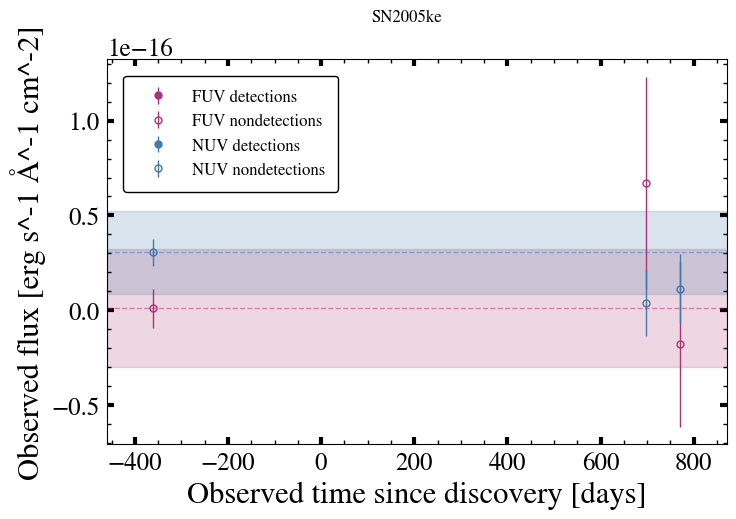 SN2005ke
1e−16
Observed flux [erg s^-1 Å^-1 cm^-2]
FUV detections
FUV nondetections
NUV detections
NUV nondetections
1.0
0.5
0.0
−0.5
−400 −200 0 200 400 600 800
Observed time since discovery [days]